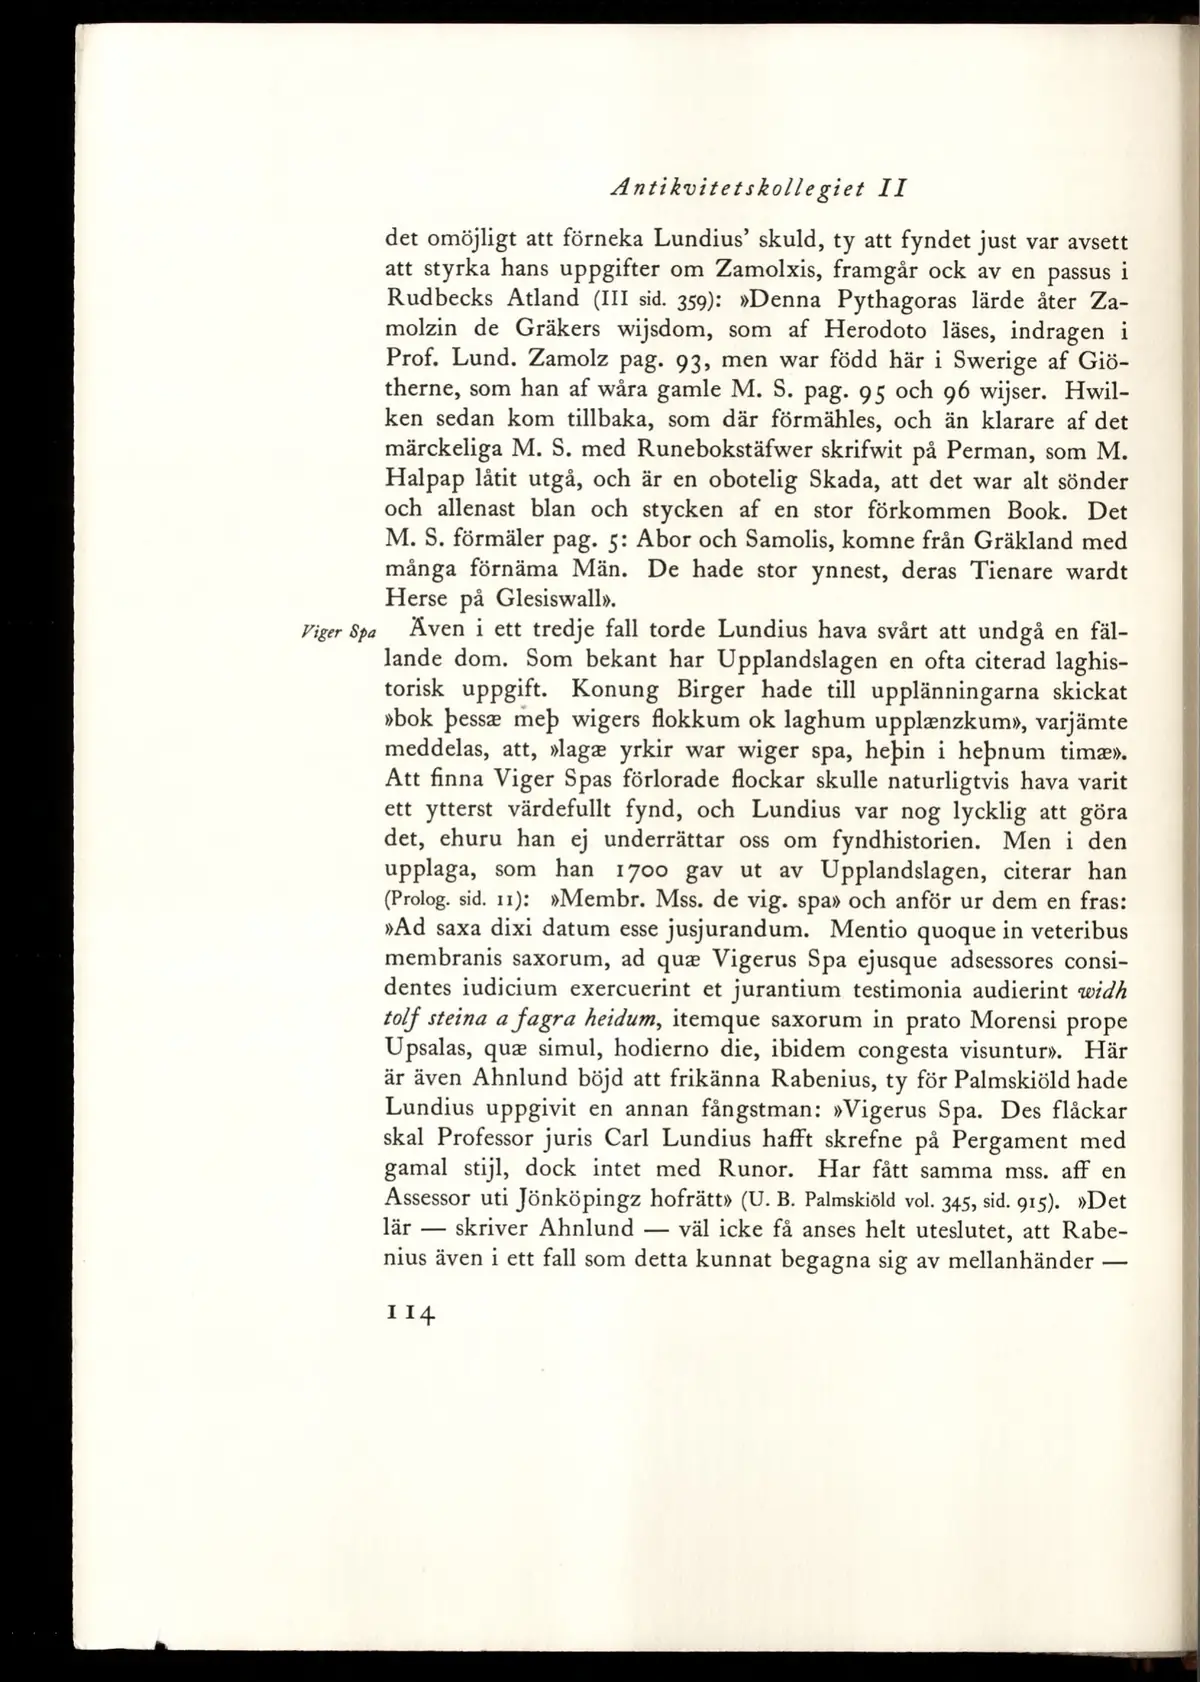 Antikvitetskollegiet II
det omöjligt att förneka Lundius’ skuld, ty att fyndet just var avsett
att styrka hans uppgifter om Zamolxis, framgår ock av en passus i
Rudbecks Atland (III sid. 359): »Denna Pythagoras lärde åter Za-
molzin de Gräkers wijsdom, som af Herodoto läses, indragen i
Prof. Lund. Zamolz pag. 93, men war född här i Swerige af Giö-
therne, som han af wåra gamle M. S. pag. 95 och 96 wijser. Hwil-
ken sedan kom tillbaka, som där förmähles, och än klarare af det
märckeliga M. S. med Runebokstäfwer skrifwit på Perman, som M.
Halpap låtit utgå, och är en obotelig Skada, att det war alt sönder
och allenast blan och stycken af en stor förkommen Book. Det
M. S. förmäler pag. 5: Abor och Samolis, komne från Gräkland med
många förnäma Män. De hade stor ynnest, deras Tienare wardt
Herse på Glesiswall».
Viger Spa Även i ett tredje fall torde Lundius hava svårt att undgå en fäl-
lande dom. Som bekant har Upplandslagen en ofta citerad laghis-
torisk uppgift. Konung Birger hade till upplänningarna skickat
»bok þessæ meþ wigers flokkum ok laghum upplænzkum», varjämte
meddelas, att, »lagæ yrkir war wiger spa, heþin i heþnum timæ».
Att finna Viger Spas förlorade flockar skulle naturligtvis hava varit
ett ytterst värdefullt fynd, och Lundius var nog lycklig att göra
det, ehuru han ej underrättar oss om fyndhistorien. Men i den
upplaga, som han 1700 gav ut av Upplandslagen, citerar han
(Prolog. sid. 11): »Membr. Mss. de vig. spa» och anför ur dem en fras:
»Ad saxa dixi datum esse jusjurandum. Mentio quoque in veteribus
membranis saxorum, ad quæ Vigerus Spa ejusque adsessores consi-
dentes iudicium exercuerint et jurantium testimonia audierint widh
tolf steina a fagra heidum, itemque saxorum in prato Morensi prope
Upsalas, quæ simul, hodierno die, ibidem congesta visuntur». Här
är även Ahnlund böjd att frikänna Rabenius, ty för Palmskiöld hade
Lundius uppgivit en annan fångstman: »Vigerus Spa. Des flåckar
skal Professor juris Carl Lundius hafft skrefne på Pergament med
gamal stijl, dock intet med Runor. Har fått samma mss. aff en
Assessor uti Jönköpingz hofrätt» (U. B. Palmskiöld vol. 345, sid. 915). »Det
lär — skriver Ahnlund — väl icke få anses helt uteslutet, att Rabe-
nius även i ett fall som detta kunnat begagna sig av mellanhänder —
114